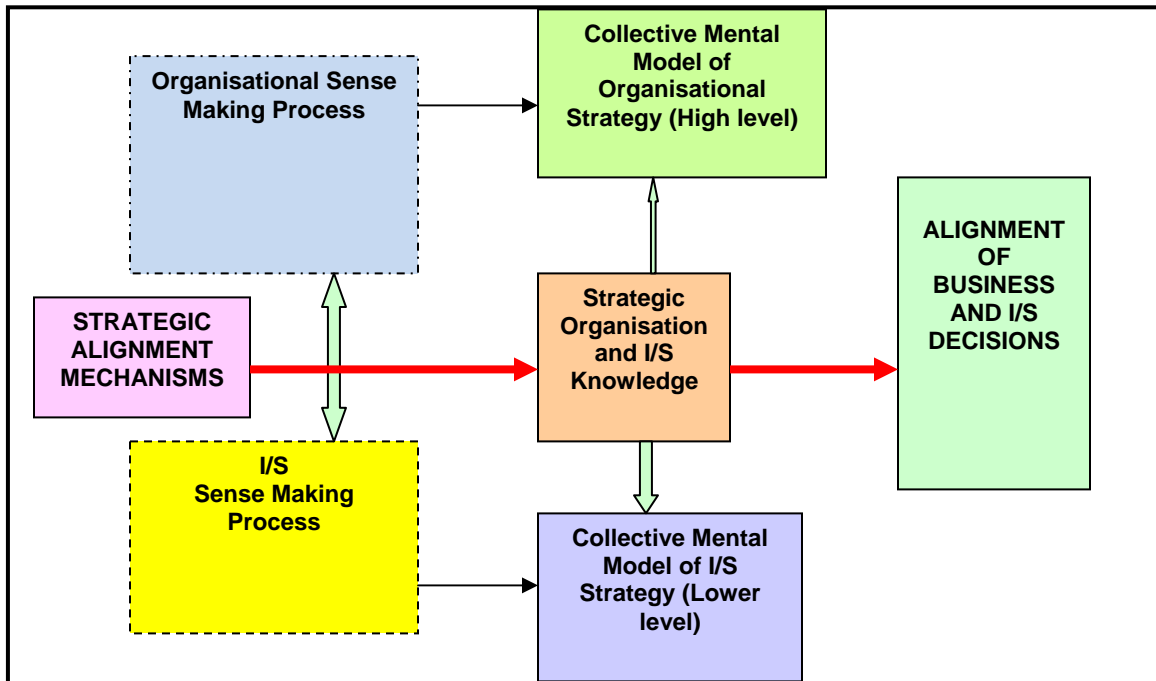 Organisational Sense
Making Process
Collective Mental
Model of
Organisational
Strategy (High level)
STRATEGIC
ALIGNMENT
MECHANISMS
Strategic
Organisation
and I/S
Knowledge
ALIGNMENT
OF
BUSINESS
AND I/S
DECISIONS
I/S
Sense Making
Process
Collective Mental
Model of I/S
Strategy (Lower
level)